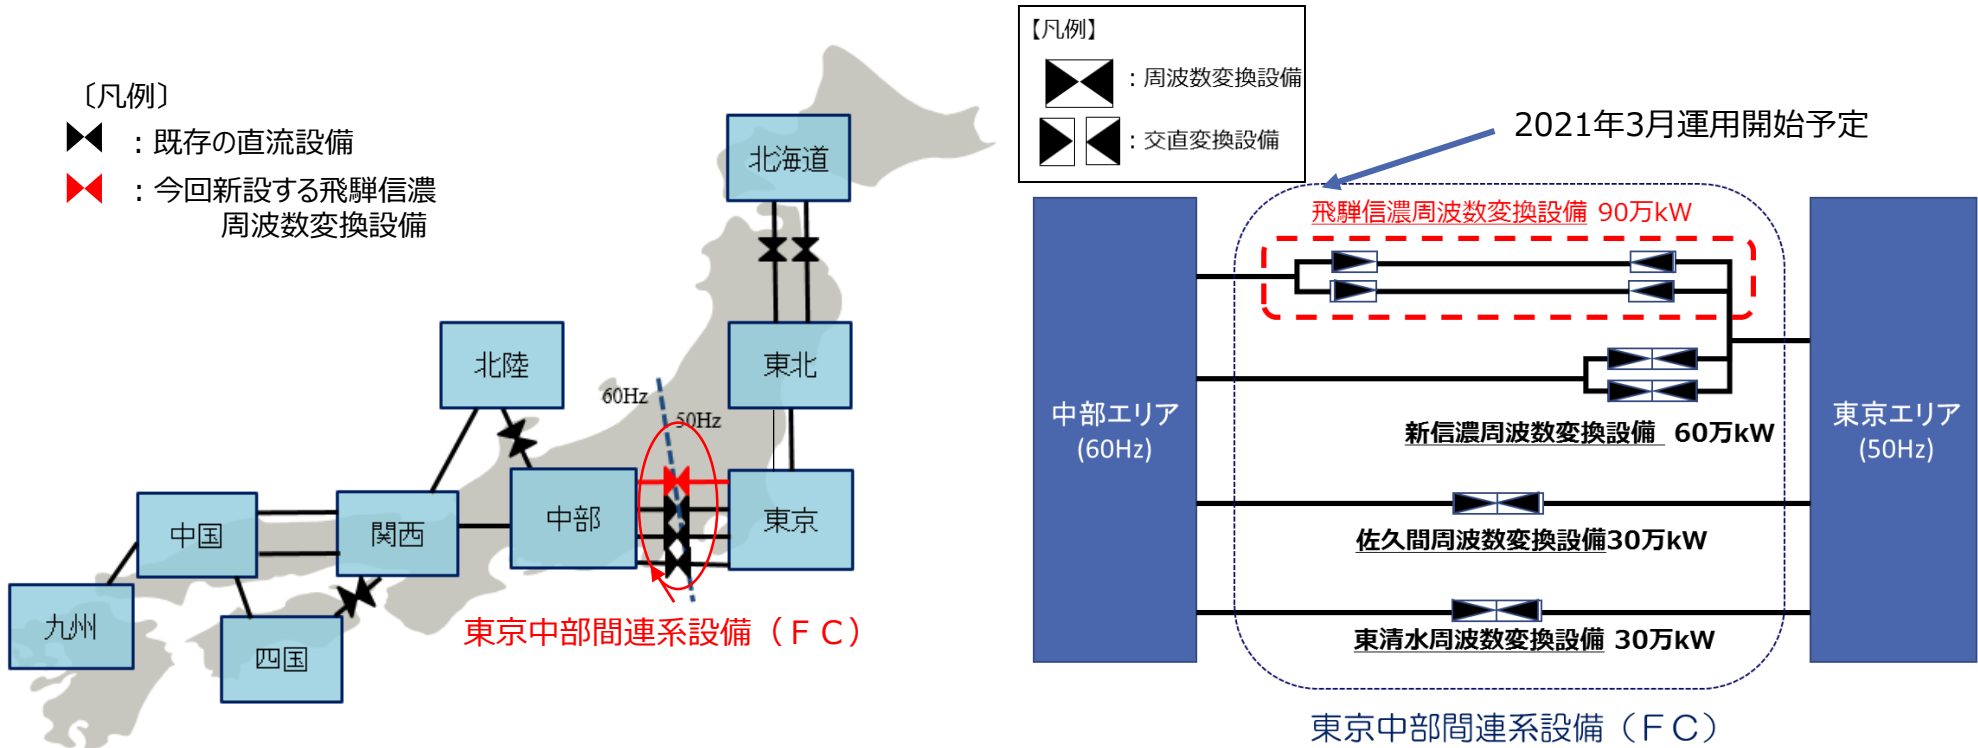 〔凡例〕
：既存の直流設備
：今回新設する飛騨信濃
周波数変換設備
北海道
東北
北陸
60Hz
50Hz
中部
東京
関西
中国
九州
四国
東京中部間連系設備（ＦＣ）
【凡例】
：周波数変換設備
：交直変換設備
2021年3月運用開始予定
飛騨信濃周波数変換設備 90万kW
中部エリア
(60Hz)
東京エリア
(50Hz)
新信濃周波数変換設備 60万kW
佐久間周波数変換設備30万kW
東清水周波数変換設備 30万kW
東京中部間連系設備（ＦＣ）